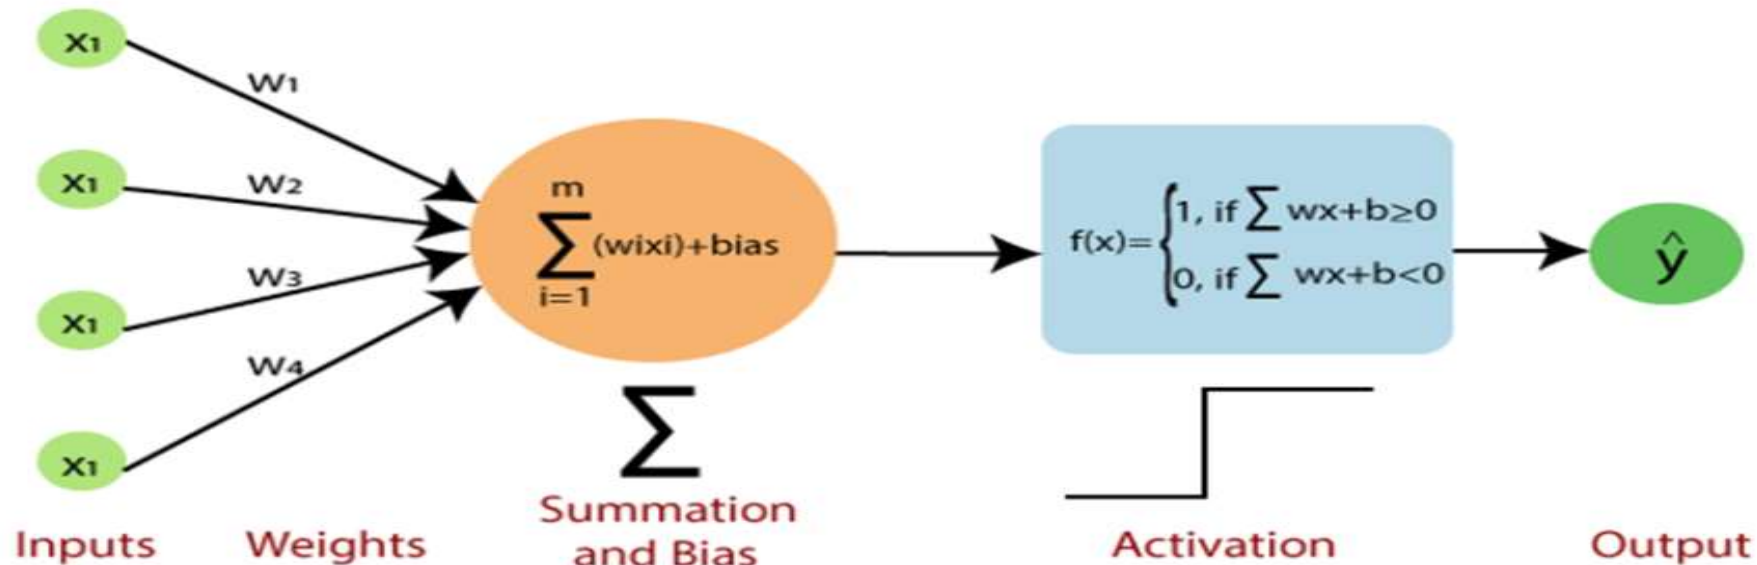 x₁
x₁
x₁
x₁
w₁
w₂
w₃
w₄
m
∑(wixi)+bias
i=1
∑
f(x)={
1, if ∑ wx+b≥0
0, if ∑ wx+b<0
ŷ
Inputs
Weights
Summation
and Bias
Activation
Output